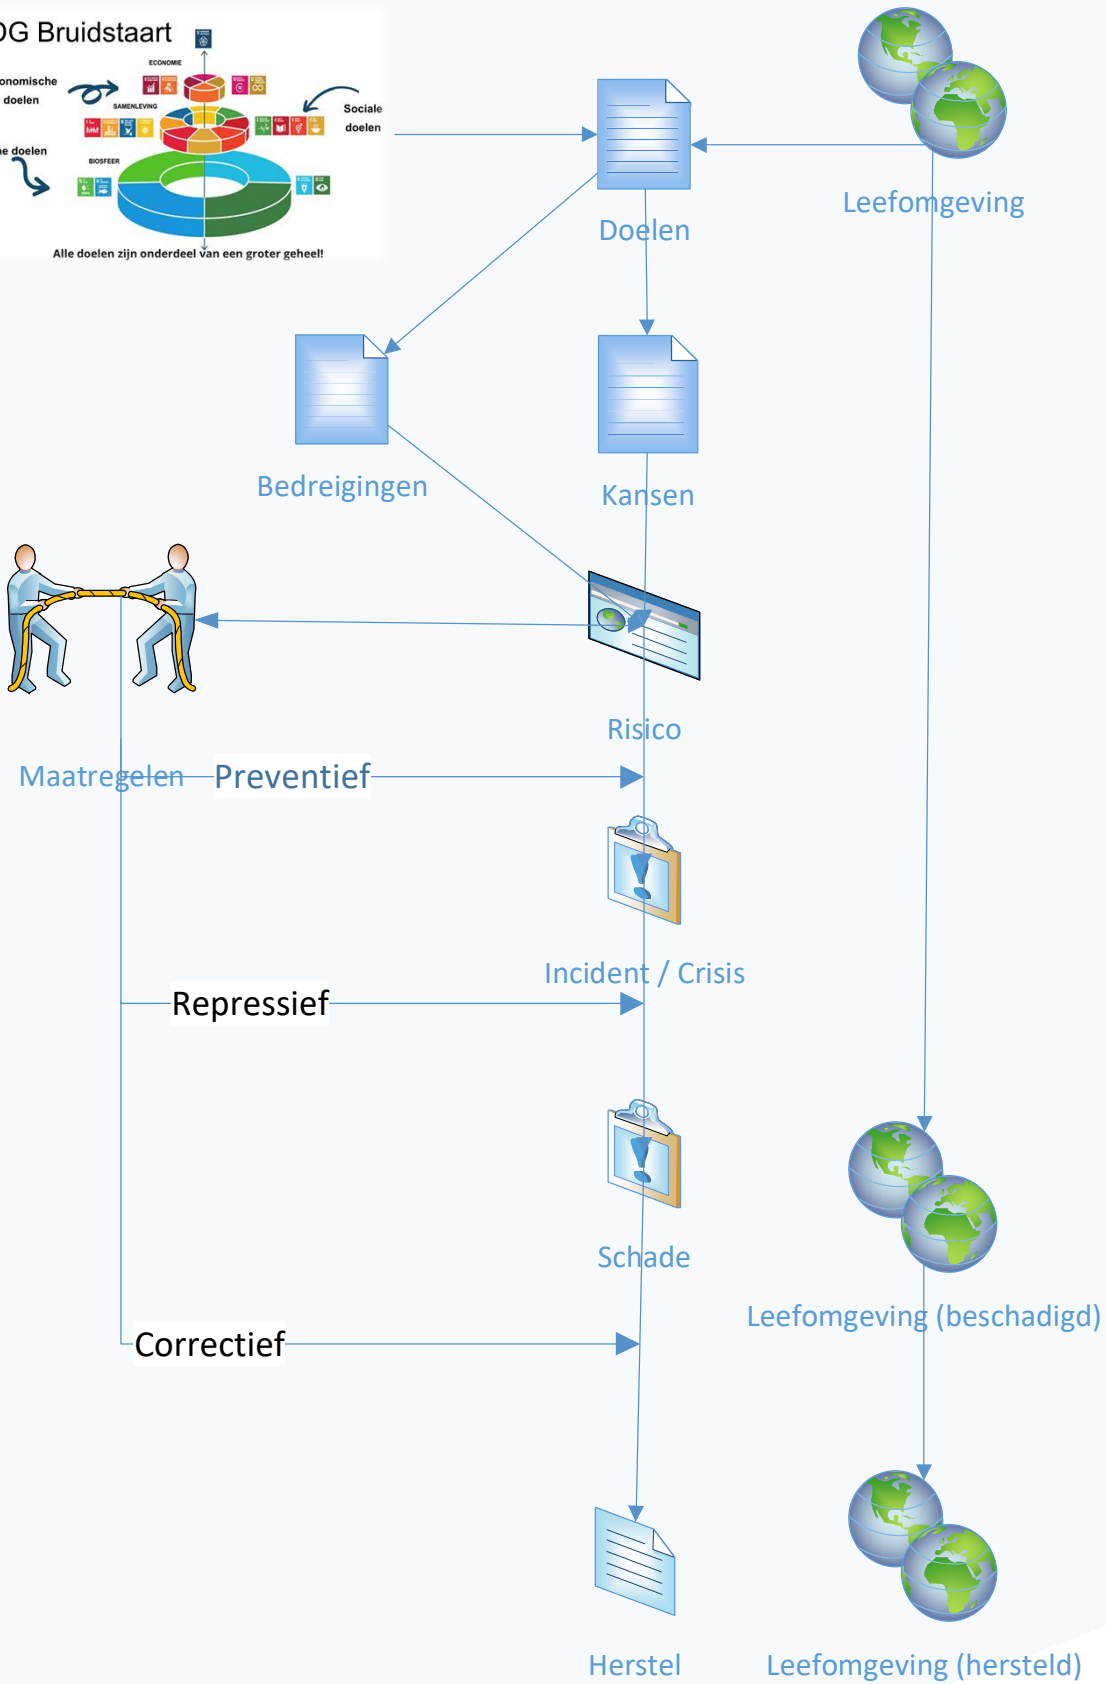 DG Bruidstaart
ECONOMIE
onomische
doelen
SAMENLEVING
Sociale
doelen
ne doelen
BIOSFEER
Alle doelen zijn onderdeel van een groter geheel!
Doelen
Leefomgeving
Bedreigingen
Kansen
Risico
Maatregelen
Preventief
Incident / Crisis
Repressief
Schade
Leefomgeving (beschadigd)
Correctief
Herstel
Leefomgeving (hersteld)